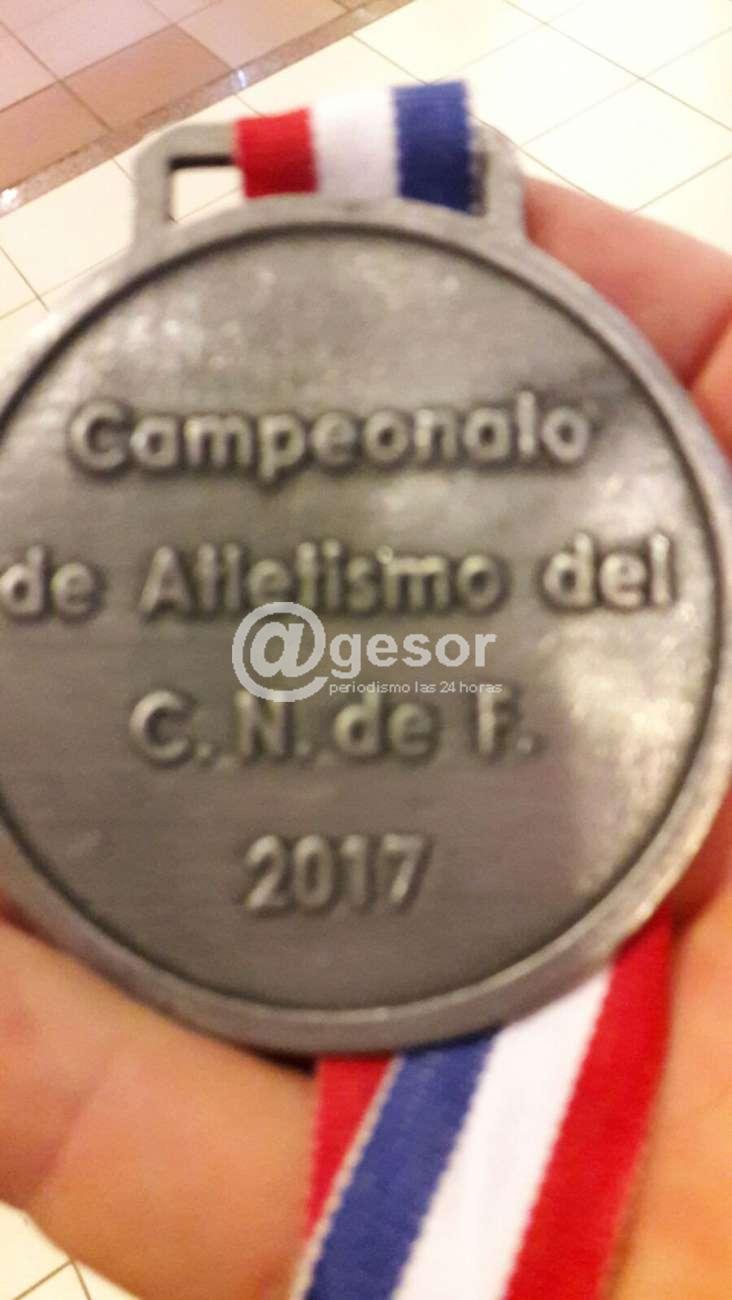 Campeonato
de Atletismo del
@gesor
periodismo las 24 horas
C. N. de F.
2017